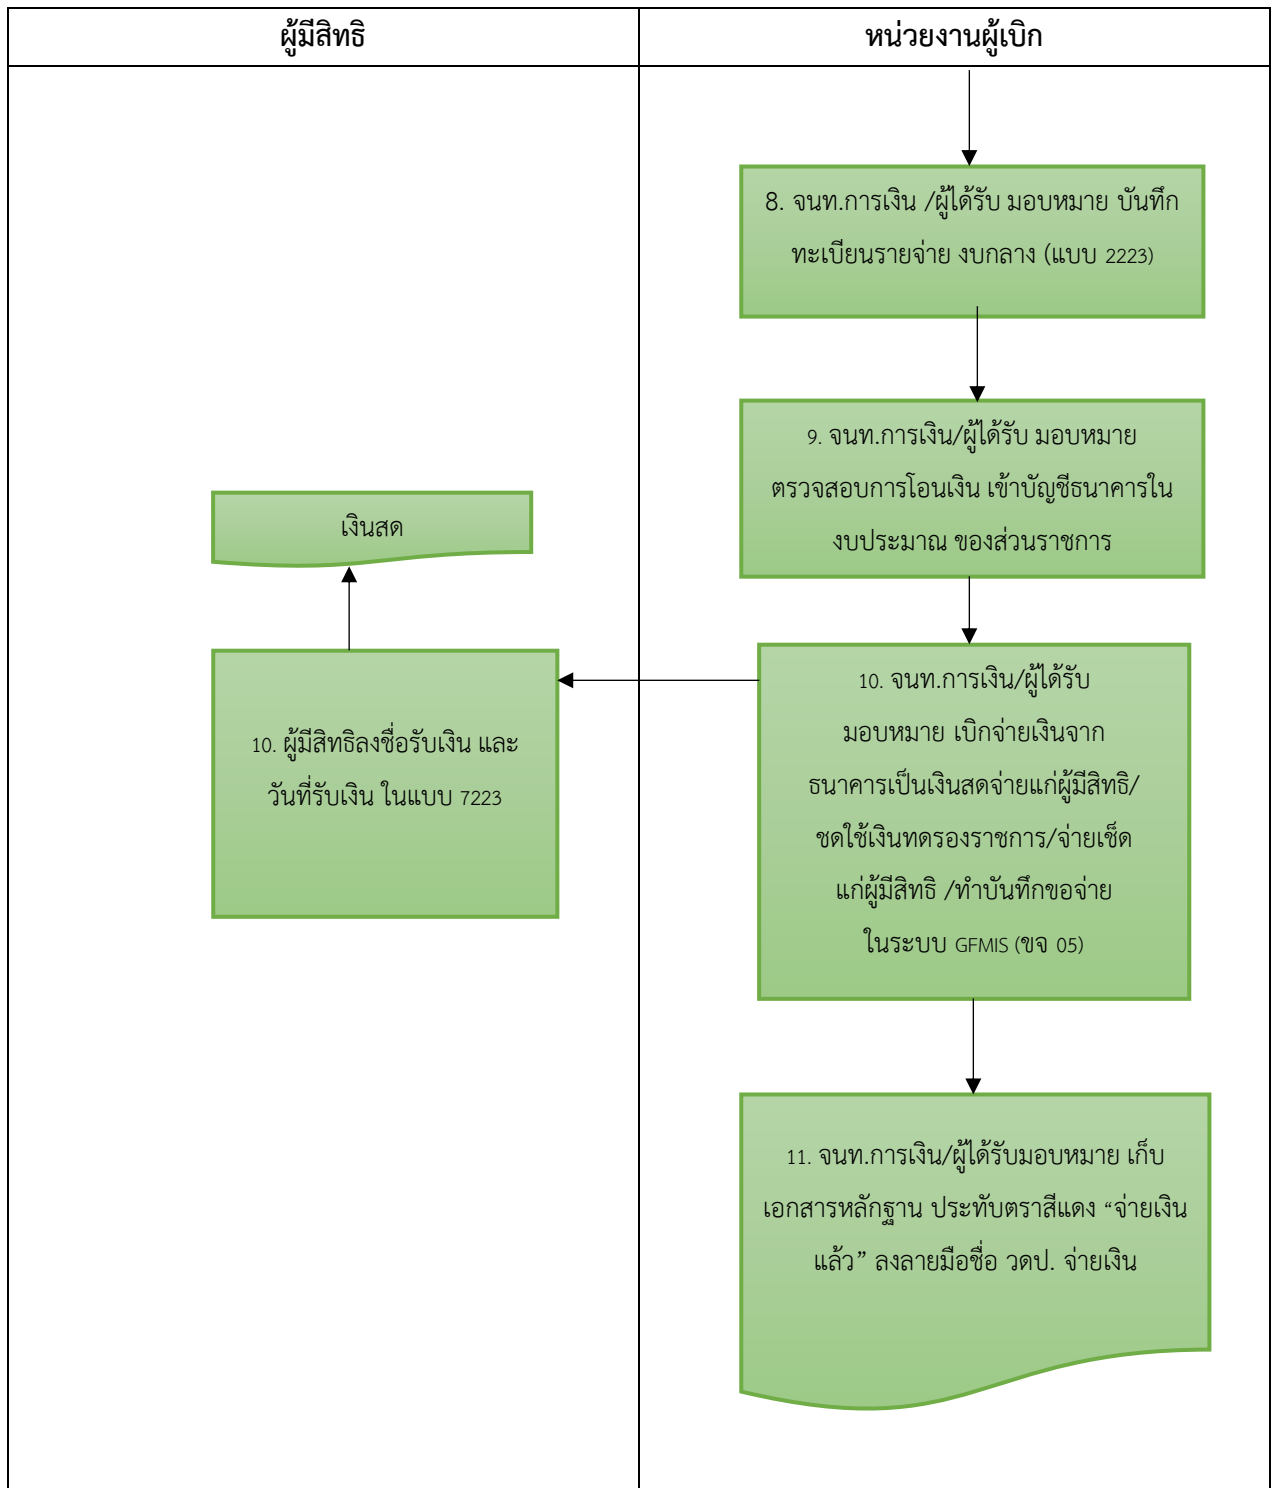 ผู้มีสิทธิ
หน่วยงานผู้เบิก
8. จนท.การเงิน /ผู้ได้รับ มอบหมาย บันทึก
ทะเบียนรายจ่าย งบกลาง (แบบ 2223)
9. จนท.การเงิน/ผู้ได้รับ มอบหมาย
ตรวจสอบการโอนเงิน เข้าบัญชีธนาคารใน
งบประมาณ ของส่วนราชการ
เงินสด
10. ผู้มีสิทธิลงชื่อรับเงิน และ
วันที่รับเงิน ในแบบ 7223
10. จนท.การเงิน/ผู้ได้รับ
มอบหมาย เบิกจ่ายเงินจาก
ธนาคารเป็นเงินสดจ่ายแก่ผู้มีสิทธิ/
ชดใช้เงินทดรองราชการ/จ่ายเช็ด
แก่ผู้มีสิทธิ /ทำบันทึกขอจ่าย
ในระบบ GFMIS (ขจ 05)
11. จนท.การเงิน/ผู้ได้รับมอบหมาย เก็บ
เอกสารหลักฐาน ประทับตราสีแดง “จ่ายเงิน
แล้ว” ลงลายมือชื่อ วดป. จ่ายเงิน